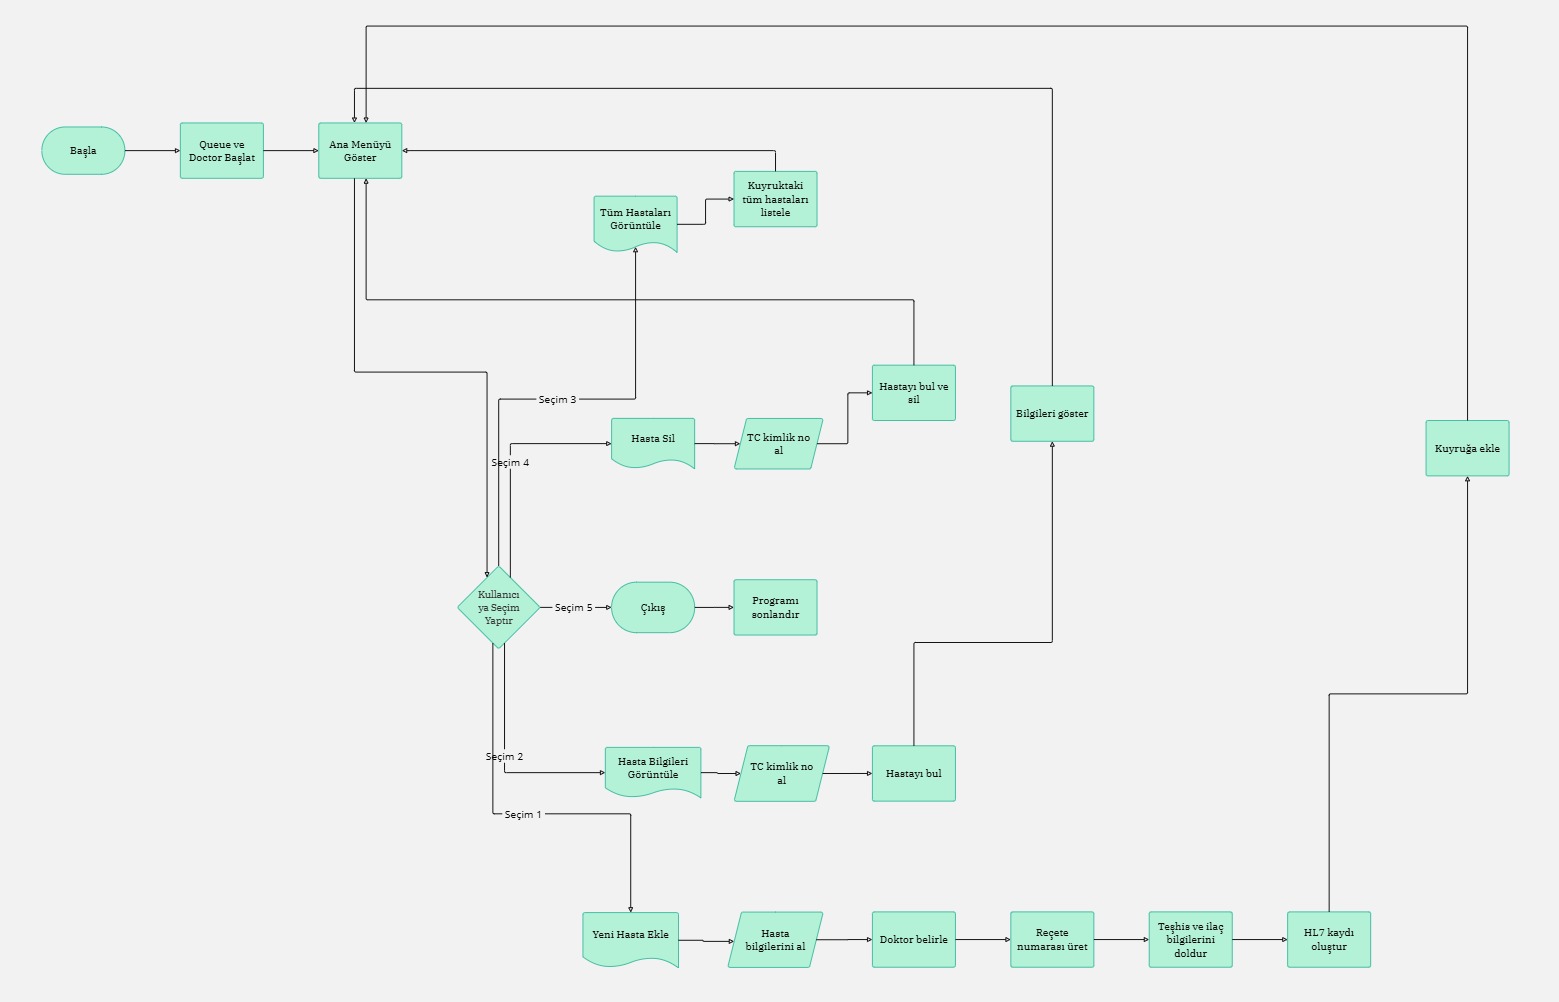 Başla
Queue ve
Doctor Başlat
Ana Menüyü
Göster
Kuyruktaki
tüm hastaları
listele
Tüm Hastaları
Görüntüle
Seçim 3
Hastayı bul ve
sil
Bilgileri göster
Hasta Sil
TC kimlik no
al
Kuyruğa ekle
Seçim 4
Kullanıcı
ya Seçim
Yaptır
Seçim 5
Çıkış
Programı
sonlandır
Seçim 2
Hasta Bilgileri
Görüntüle
TC kimlik no
al
Hastayı bul
Seçim 1
Yeni Hasta Ekle
Hasta
bilgilerini al
Doktor belirle
Reçete
numarası üret
Teşhis ve ilaç
bilgilerini
doldur
HL7 kaydı
oluştur